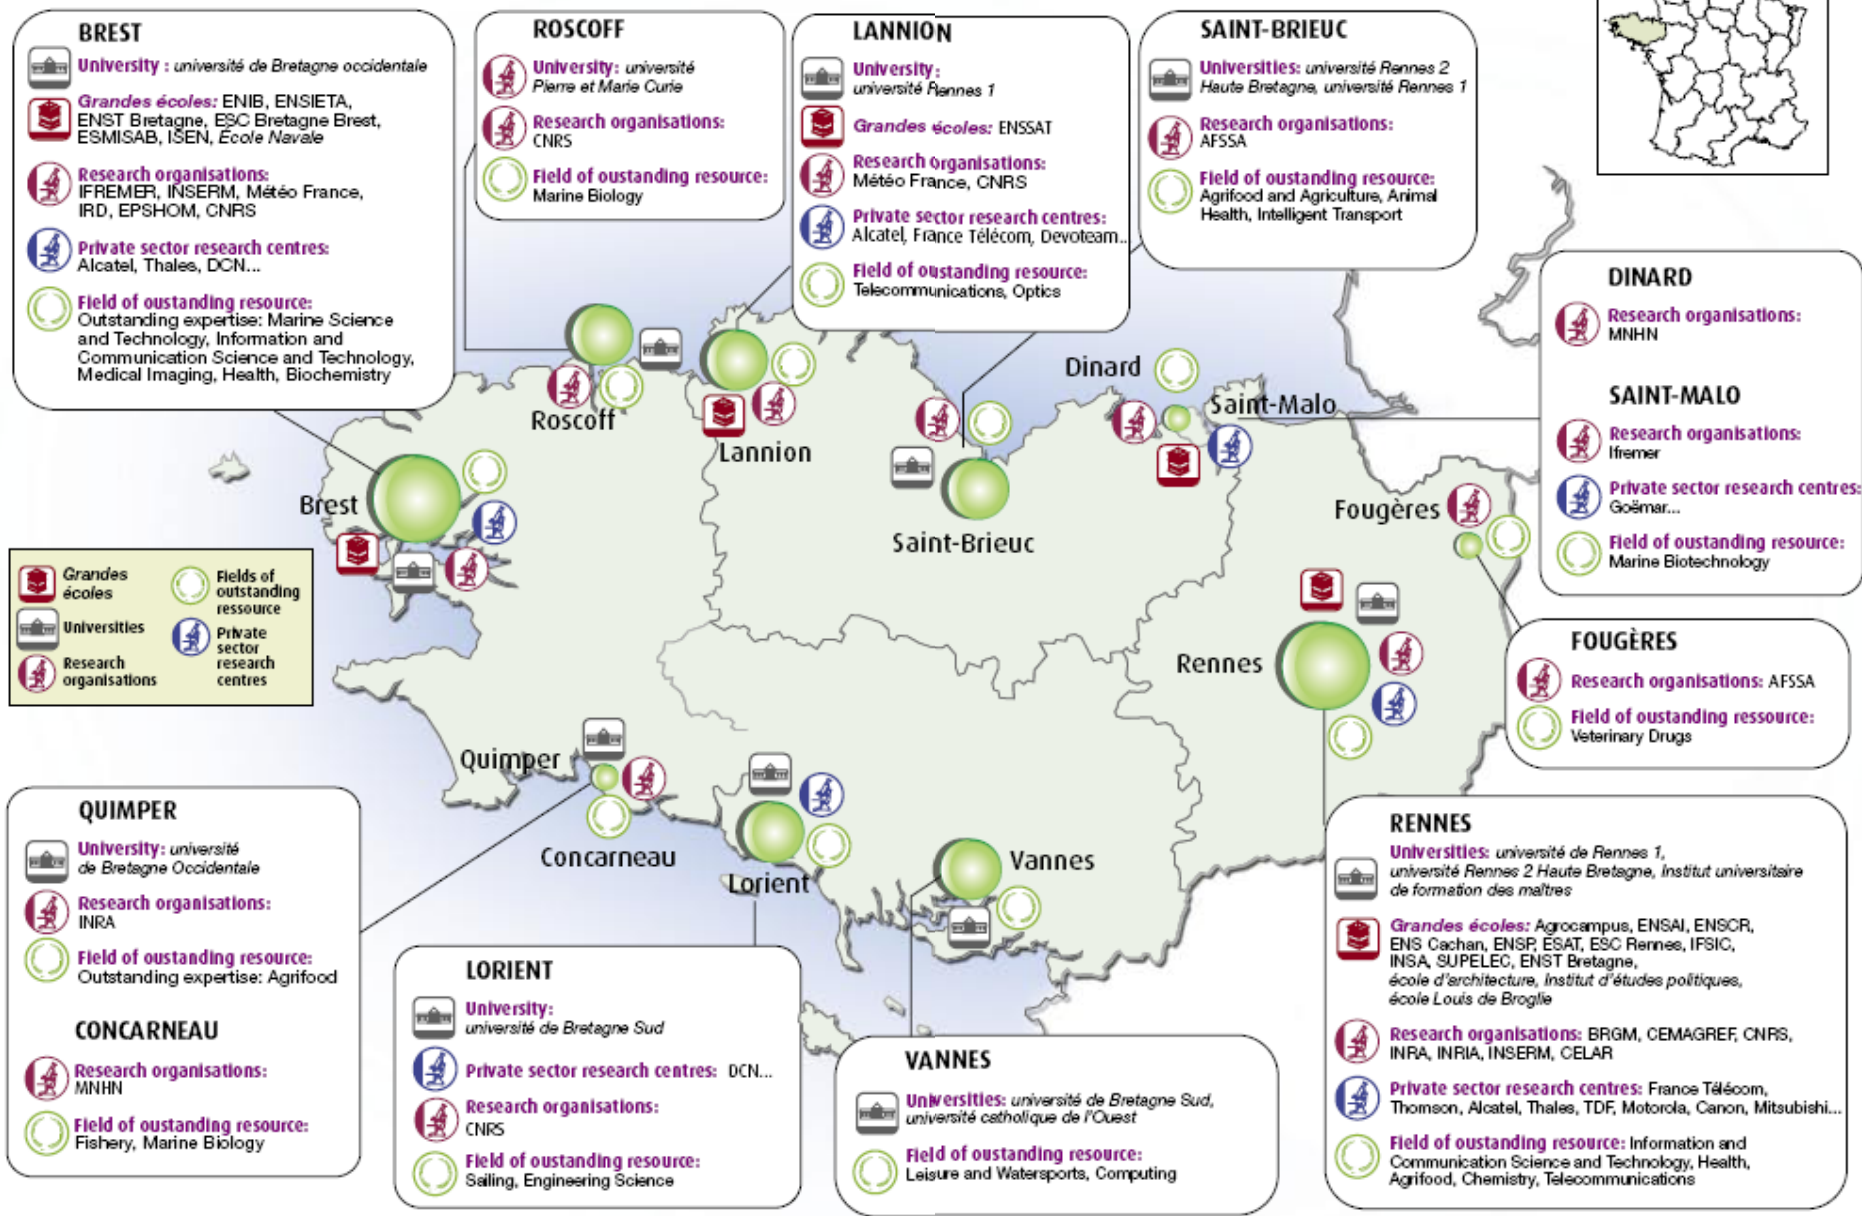 BREST
University : université de Bretagne occidentale
Grandes écoles: ENIB, ENSIETA,
ENST Bretagne, ESC Bretagne Brest,
ESMISAB, ISEN, École Navale
Research organisations:
IFREMER, INSERM, Météo France,
IRD, EPSHOM, CNRS
Private sector research centres:
Alcatel, Thales, DCN...
Field of oustanding resource:
Outstanding expertise: Marine Science
and Technology, Information and
Communication Science and Technology,
Medical Imaging, Health, Biochemistry
ROSCOFF
University: université
Pierre et Marie Curie
Research organisations:
CNRS
Field of oustanding resource:
Marine Biology
LANNION
University:
université Rennes 1
Grandes écoles: ENSSAT
Research organisations:
Météo France, CNRS
Private sector research centres:
Alcatel, France Télécom, Devoteam...
Field of oustanding resource:
Telecommunications, Optics
SAINT-BRIEUC
Universities: université Rennes 2
Haute Bretagne, université Rennes 1
Research organisations:
AFSSA
Field of oustanding resource:
Agrifood and Agriculture, Animal
Health, Intelligent Transport
DINARD
Research organisations:
MNHN
SAINT-MALO
Research organisations:
Ifremer
Private sector research centres:
Goëmar...
Field of oustanding resource:
Marine Biotechnology
Roscoff
Lannion
Dinard
Saint-Malo
Brest
Saint-Brieuc
Fougères
Rennes
Quimper
Concarneau
Lorient
Vannes
Grandes
écoles
Universities
Research
organisations
Fields of
outstanding
ressource
Private
sector
research
centres
FOUGÈRES
Research organisations: AFSSA
Field of oustanding ressource:
Veterinary Drugs
QUIMPER
University: université
de Bretagne Occidentale
Research organisations:
INRA
Field of oustanding resource:
Outstanding expertise: Agrifood
CONCARNEAU
Research organisations:
MNHN
Field of oustanding resource:
Fishery, Marine Biology
LORIENT
University:
université de Bretagne Sud
Private sector research centres: DCN...
Research organisations:
CNRS
Field of oustanding resource:
Sailing, Engineering Science
VANNES
Universities: université de Bretagne Sud,
université catholique de l'Ouest
Field of oustanding resource:
Leisure and Watersports, Computing
RENNES
Universities: université de Rennes 1,
université Rennes 2 Haute Bretagne, Institut universitaire
de formation des maîtres
Grandes écoles: Agrocampus, ENSAI, ENSCR,
ENS Cachan, ENSP, ESAT, ESC Rennes, IFSIC,
INSA, SUPELEC, ENST Bretagne,
école d'architecture, Institut d'études politiques,
école Louis de Broglie
Research organisations: BRGM, CEMAGREF, CNRS,
INRA, INRIA, INSERM, CELAR
Private sector research centres: France Télécom,
Thomson, Alcatel, Thales, TDF, Motorola, Canon, Mitsubishi...
Field of oustanding resource: Information and
Communication Science and Technology, Health,
Agrifood, Chemistry, Telecommunications